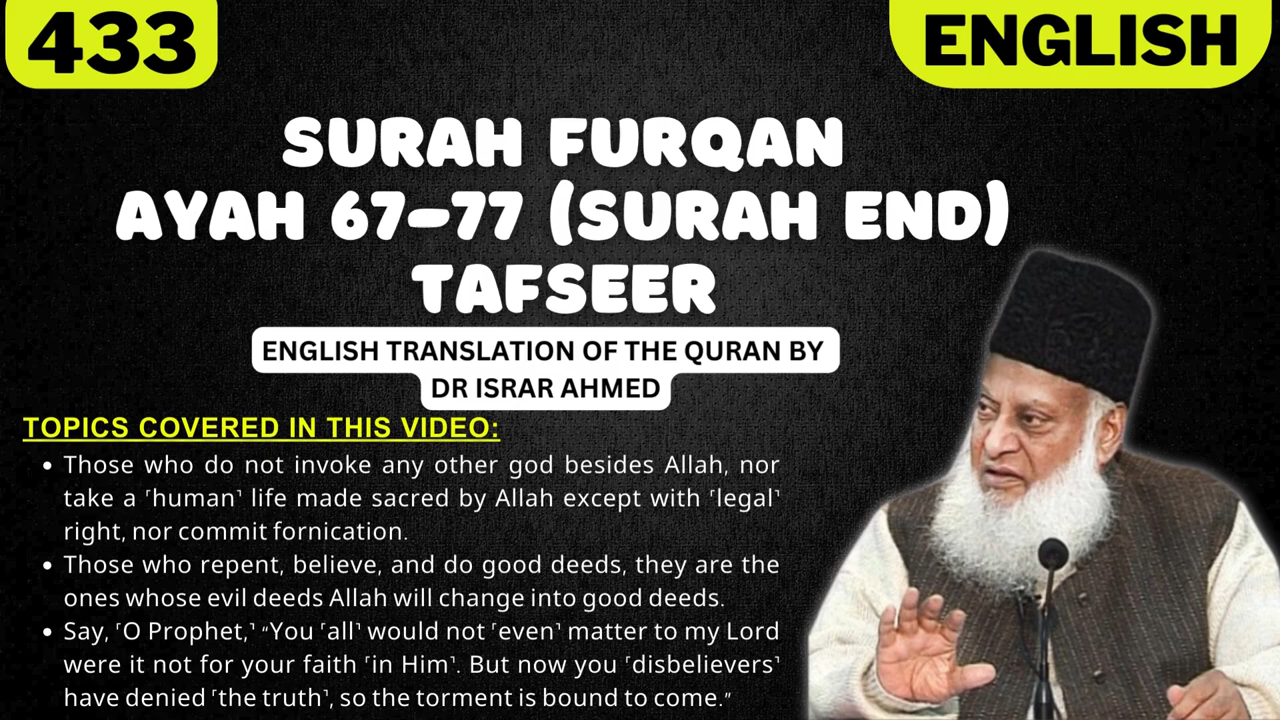 433
ENGLISH
SURAH FURQAN
AYAH 67-77 (SURAH END)
TAFSEER
ENGLISH TRANSLATION OF THE QURAN BY
DR ISRAR AHMED
TOPICS COVERED IN THIS VIDEO:
• Those who do not invoke any other god besides Allah, nor
take a ˹human˺ life made sacred by Allah except with ˹legal˺
right, nor commit fornication.
• Those who repent, believe, and do good deeds, they are the
ones whose evil deeds Allah will change into good deeds.
• Say, ˹O Prophet,˺ “You ˹all˺ would not ˹even˺ matter to my Lord
were it not for your faith ˹in Him˺. But now you ˹disbelievers˺
have denied ˹the truth˺, so the torment is bound to come.”